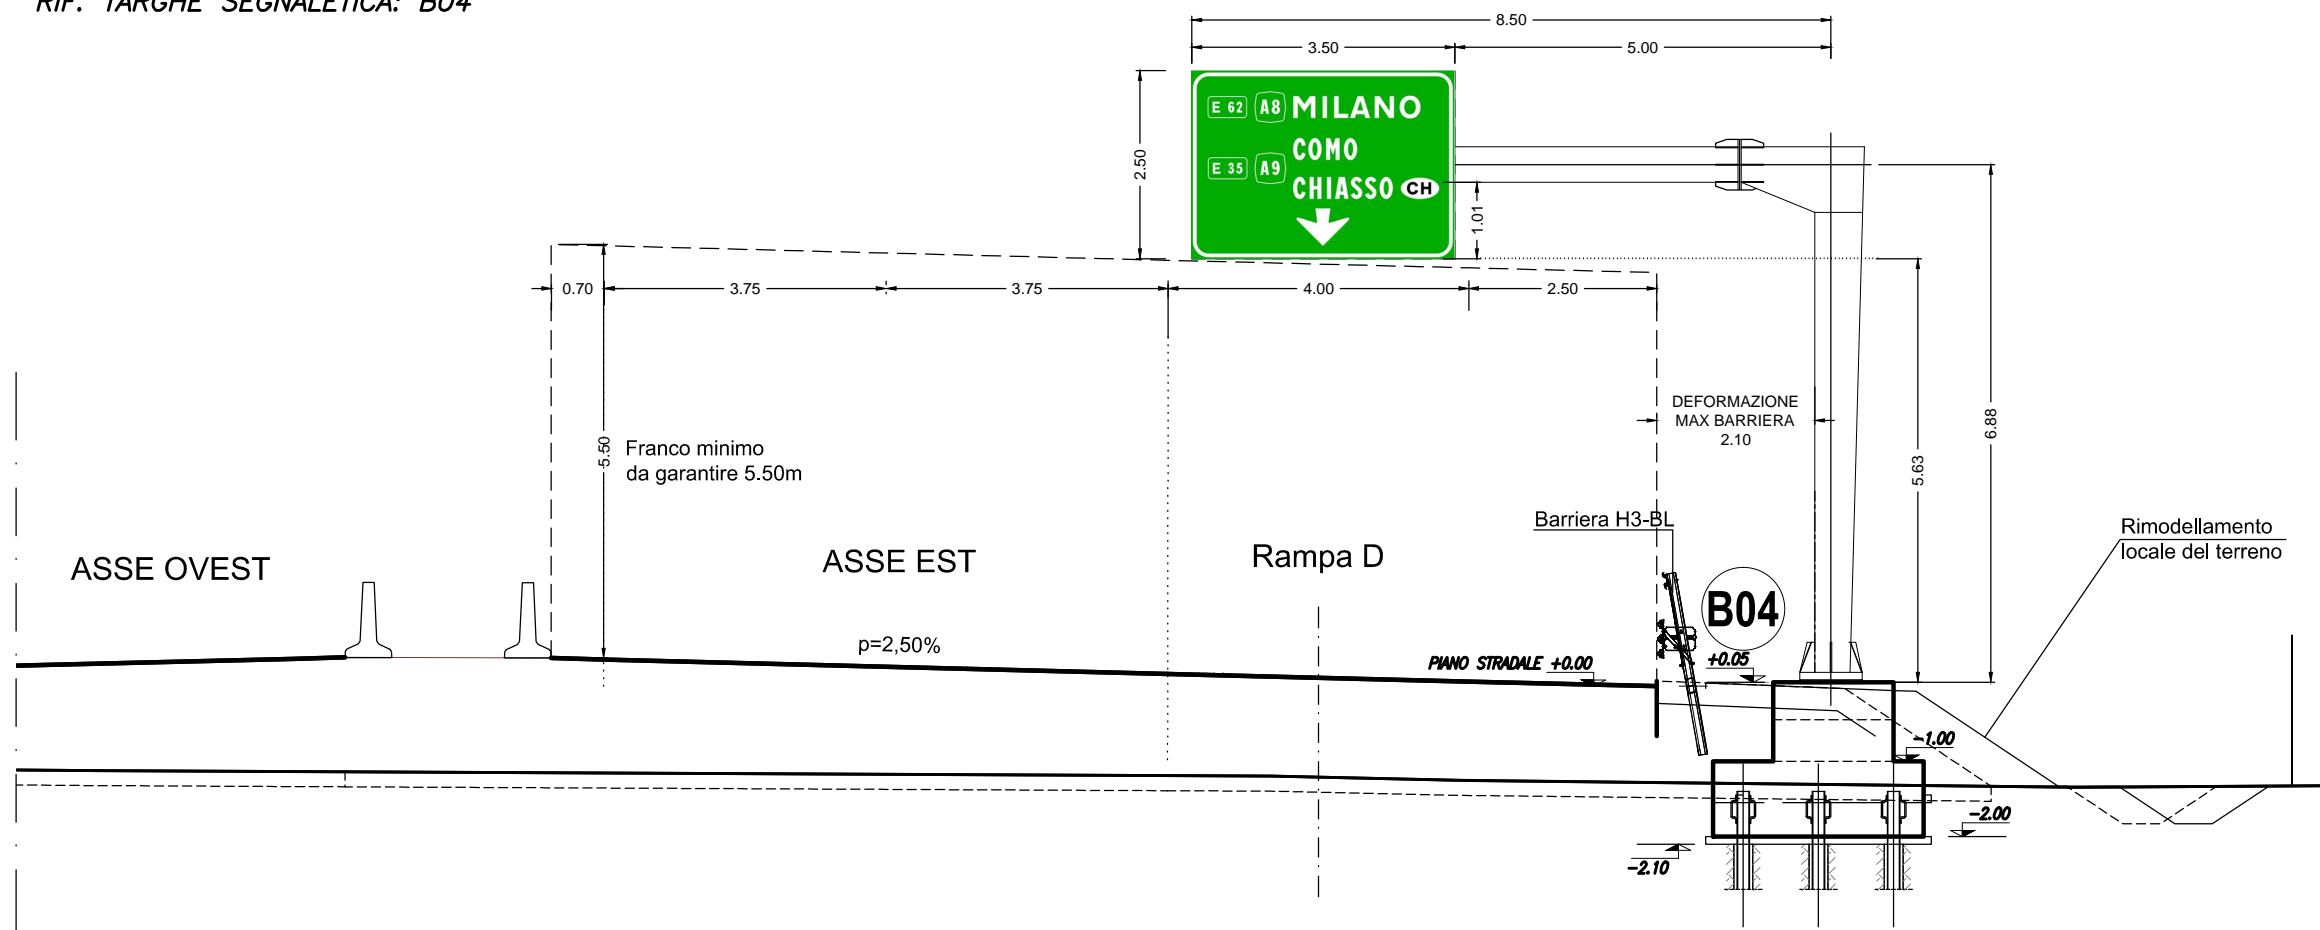 RIF. TARGHE SEGNALETICA: B04
8.50
3.50
5.00
2.50
E 62 A8 MILANO
COMO
E 35 A9
CHIASSO CH
1.01
0.70
3.75
3.75
4.00
2.50
5.50
Franco minimo
da garantire 5.50m
DEFORMAZIONE
MAX BARRIERA
2.10
5.63
6.88
Barriera H3-BL
Rimodellamento
locale del terreno
ASSE OVEST
ASSE EST
Rampa D
B04
p=2,50%
PIANO STRADALE +0.00
+0.05
-1.00
-2.00
-2.10